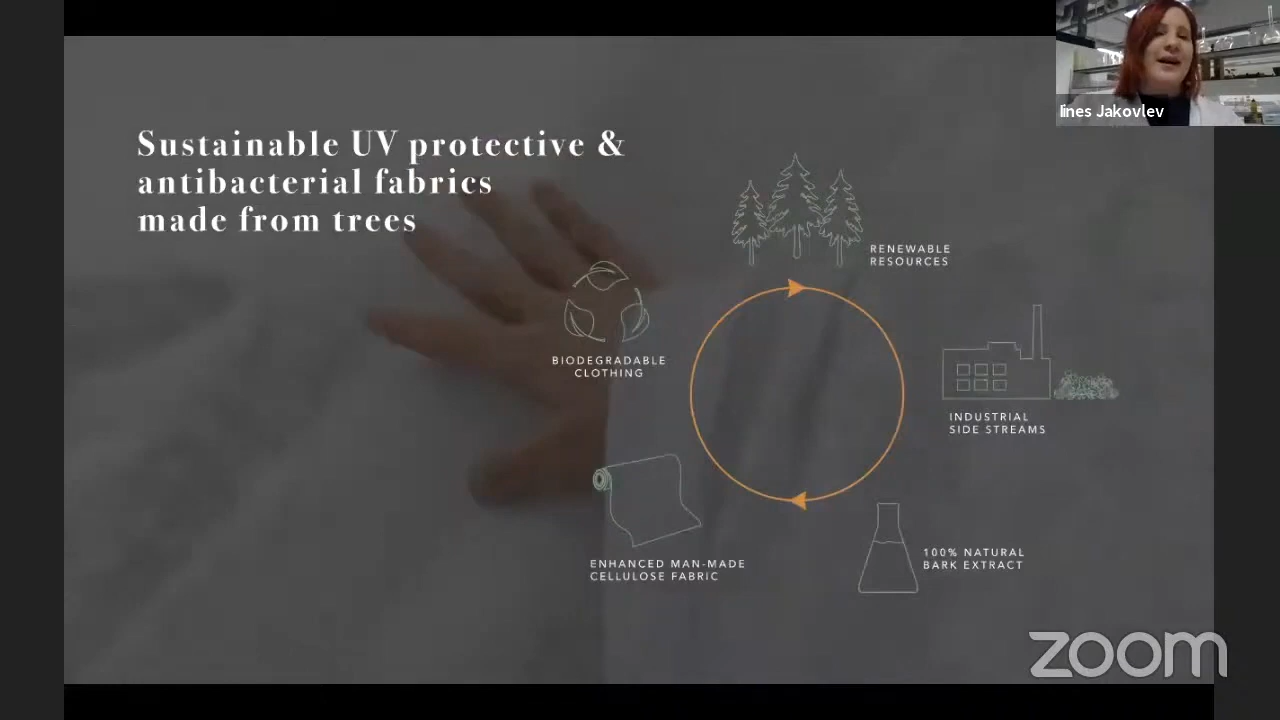 Iines Jakovlev
Sustainable UV protective &
antibacterial fabrics
made from trees
RENEWABLE
RESOURCES
INDUSTRIAL
SIDE STREAMS
100% NATURAL
BARK EXTRACT
ENHANCED MAN-MADE
CELLULOSE FABRIC
BIODEGRADABLE
CLOTHING
zoom